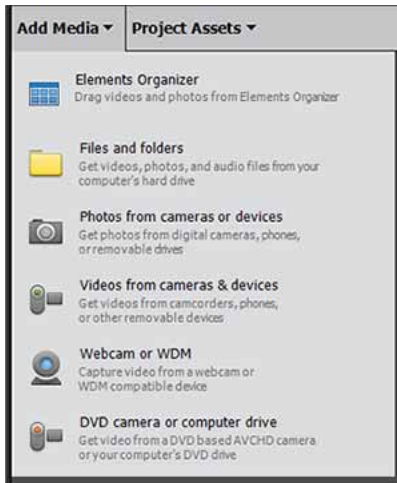 Add Media ▾ Project Assets ▾
Elements Organizer
Drag videos and photos from Elements Organizer
Files and folders
Get videos, photos, and audio files from your
computer's hard drive
Photos from cameras or devices
Get photos from digital cameras, phones,
or removable drives
Videos from cameras & devices
Get videos from camcorders, phones,
or other removable devices
Webcam or WDM
Capture video from a webcam or
WDM compatible device
DVD camera or computer drive
Get video from a DVD based AVCHD camera
or your computer's DVD drive